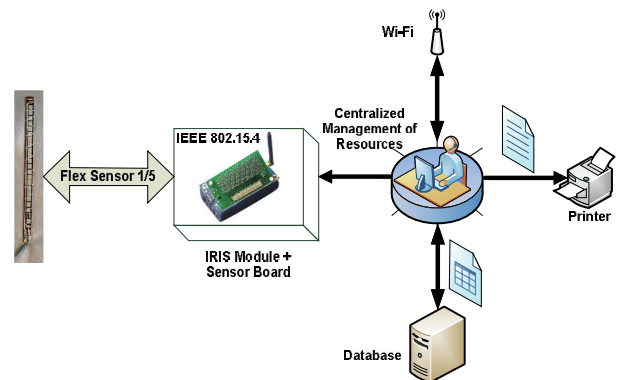 Wi-Fi
Centralized
Management of
Resources
IEEE 802.15.4
Flex Sensor 1/5
Printer
IRIS Module +
Sensor Board
Database